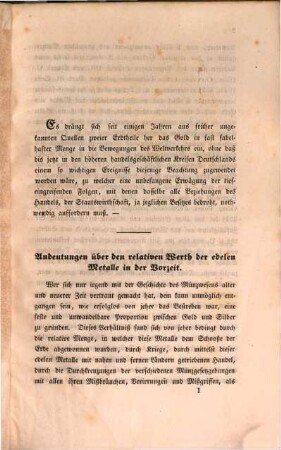 Es drängt sich seit einigen Jahren aus früher unge-
kannten Quellen zweier Erdtheile her das Gold in fast fabel-
hafter Menge in die Bewegungen des Weltverkehrs ein, ohne daß
bis jetzt in den höheren handelsgeschäftlichen Kreisen Deutschlands
einem so wichtigen Ereignisse diejenige Beachtung zugewendet
worden wäre, zu welcher eine unbefangene Erwägung der tief-
eingreifenden Folgen, mit denen dasselbe alle Beziehungen des
Handels, der Staatswirthschaft, ja jeglichen Besitzes bedroht, noth-
wendig auffordern muß. —
Andeutungen über den relativen Werth der edelen
Metalle in der Vorzeit.
Wer sich nur irgend mit der Geschichte des Münzwesens alter
und neuerer Zeit vertraut gemacht hat, dem kann unmöglich ent-
gangen sein, wie erfolglos von jeher das Bestreben war, eine
feste und unwandelbare Proportion zwischen Gold und Silber
zu gründen. Dieses Verhältniß fand sich von jeher bedingt durch
die relative Menge, in welcher diese Metalle dem Schooße der
Erde abgewonnen wurden, durch Kriege, durch mittelst dieser
edelen Metalle mit nahen und fernen Ländern getriebenen Handel,
durch die Durchkreuzungen der verschiedenen Münzgesetzgebungen
mit allen ihren Mißbräuchen, Verirrungen und Mißgriffen, als
1